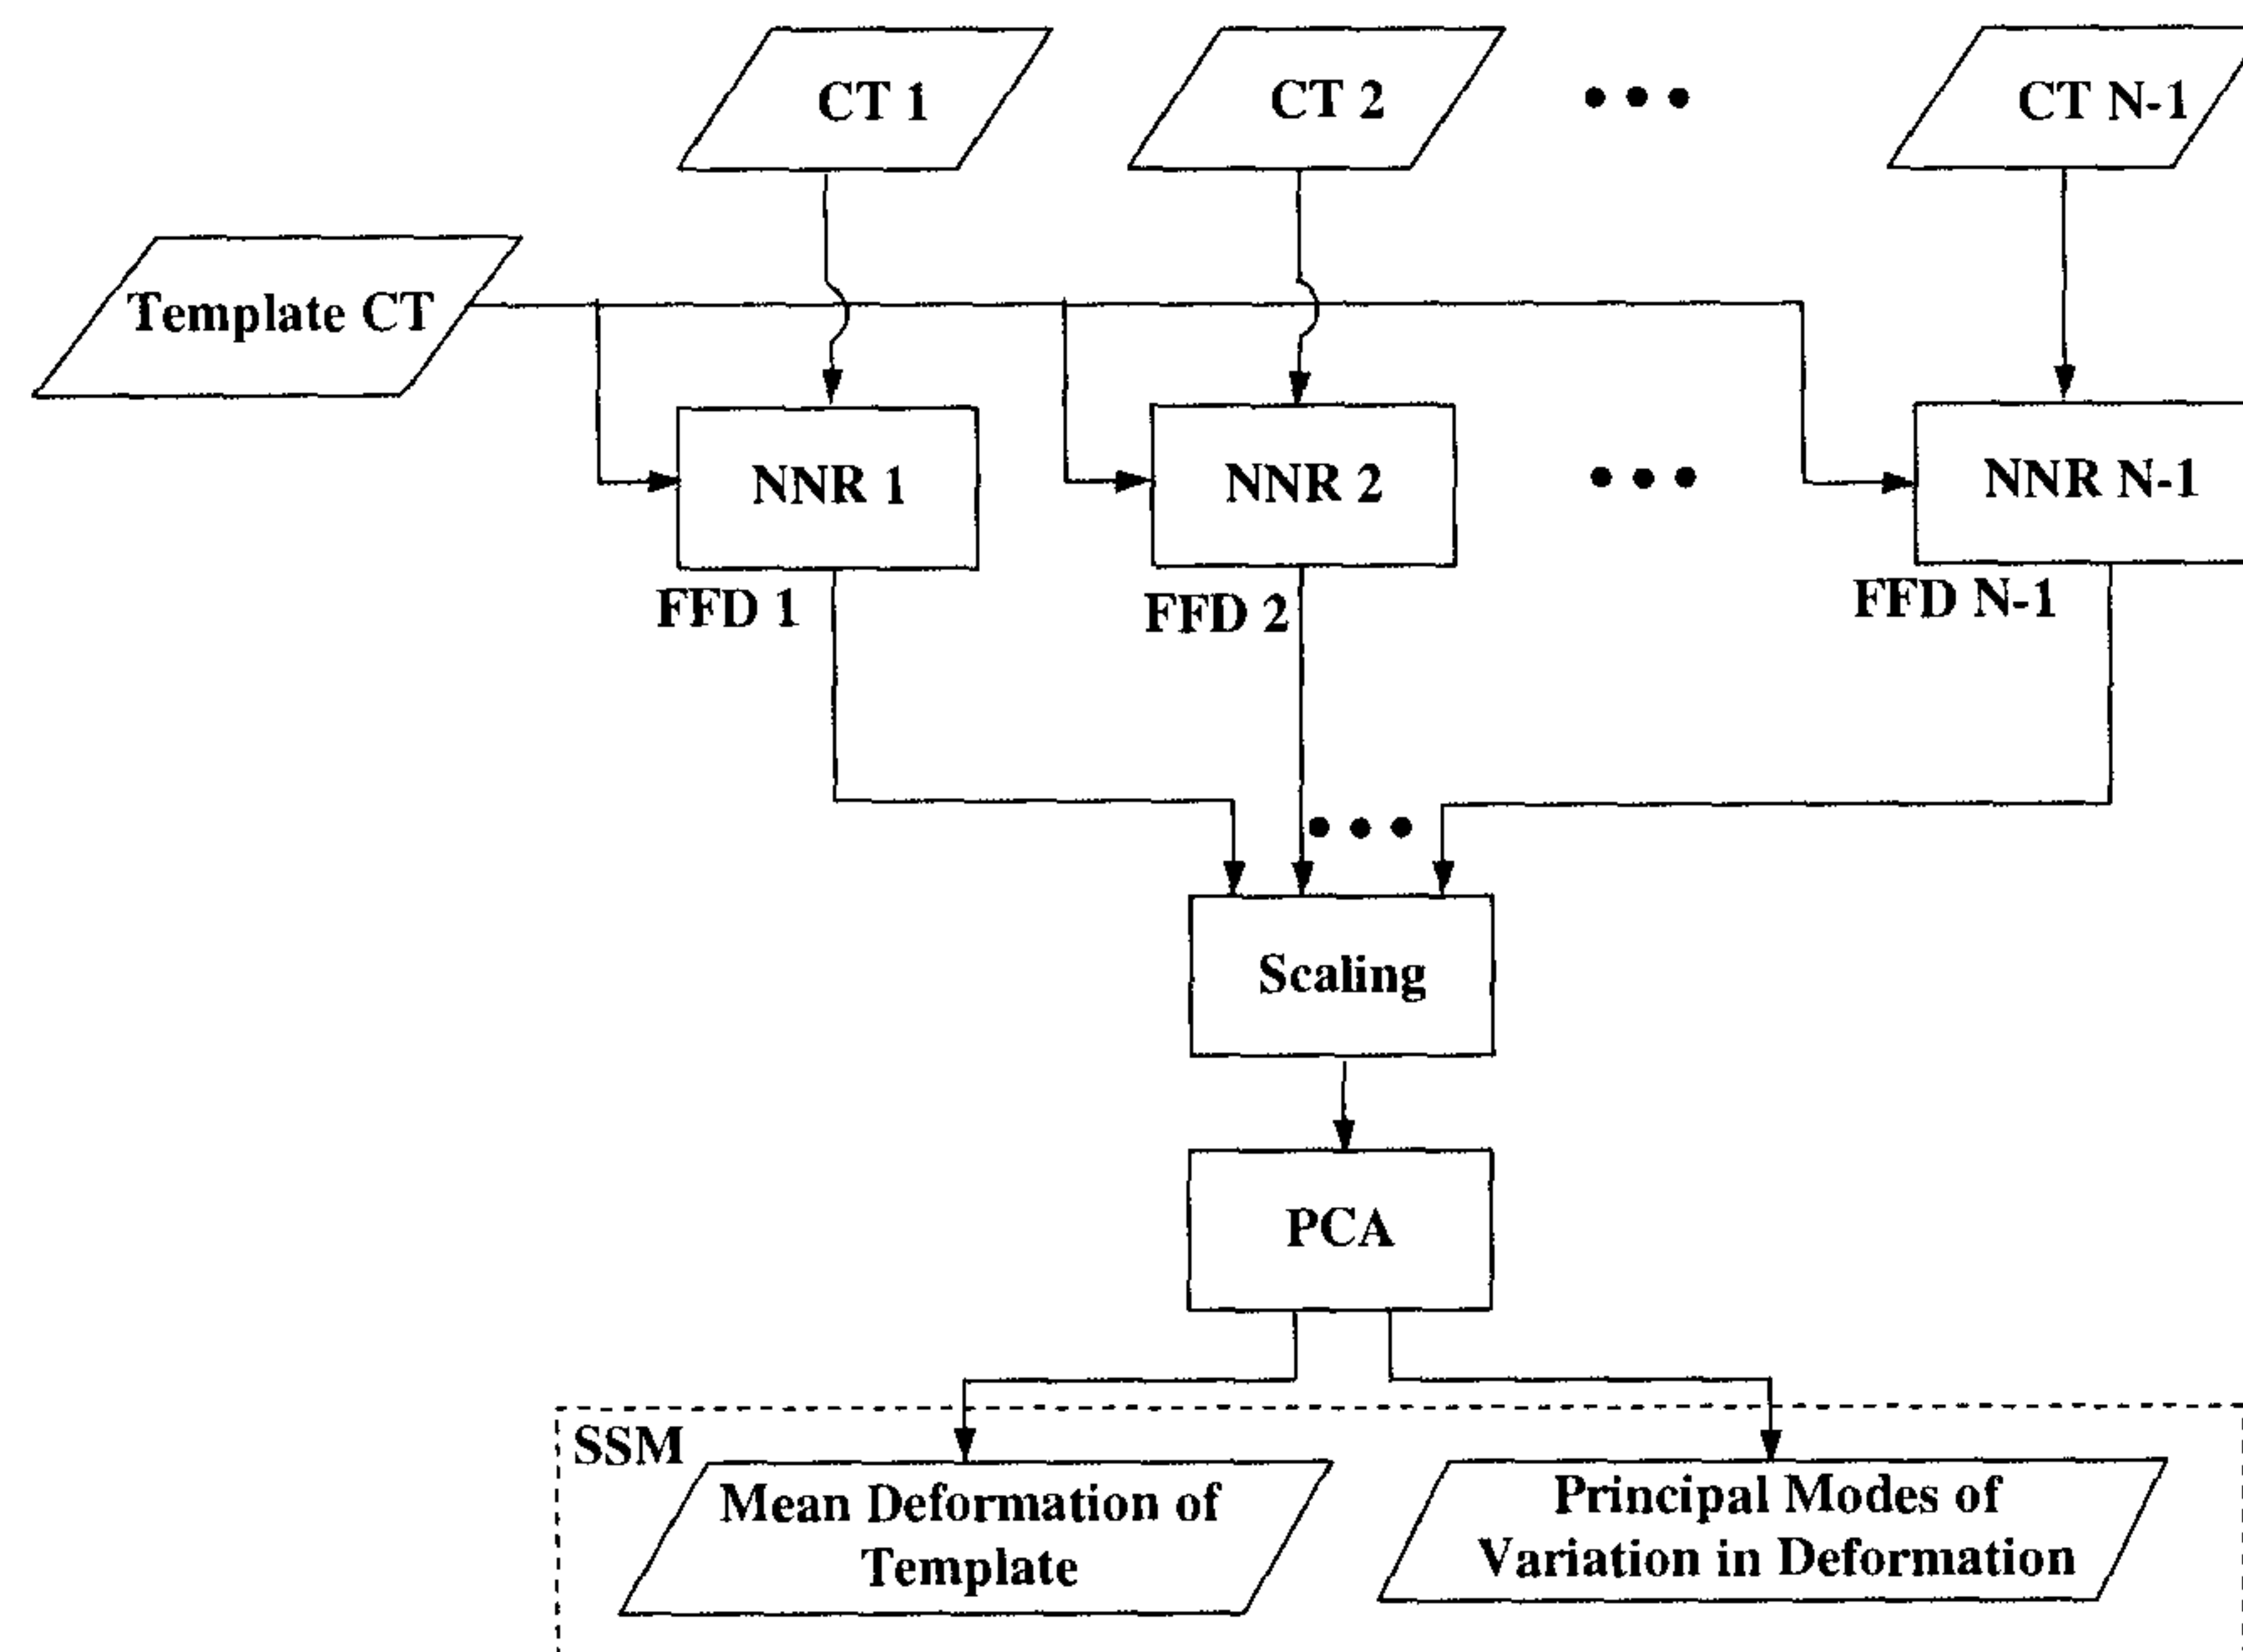 CT 1
CT 2
CT N-1
Template CT
NNR 1
NNR 2
NNR N-1
FFD 1
FFD 2
FFD N-1
Scaling
PCA
SSM
Mean Deformation of
Template
Principal Modes of
Variation in Deformation